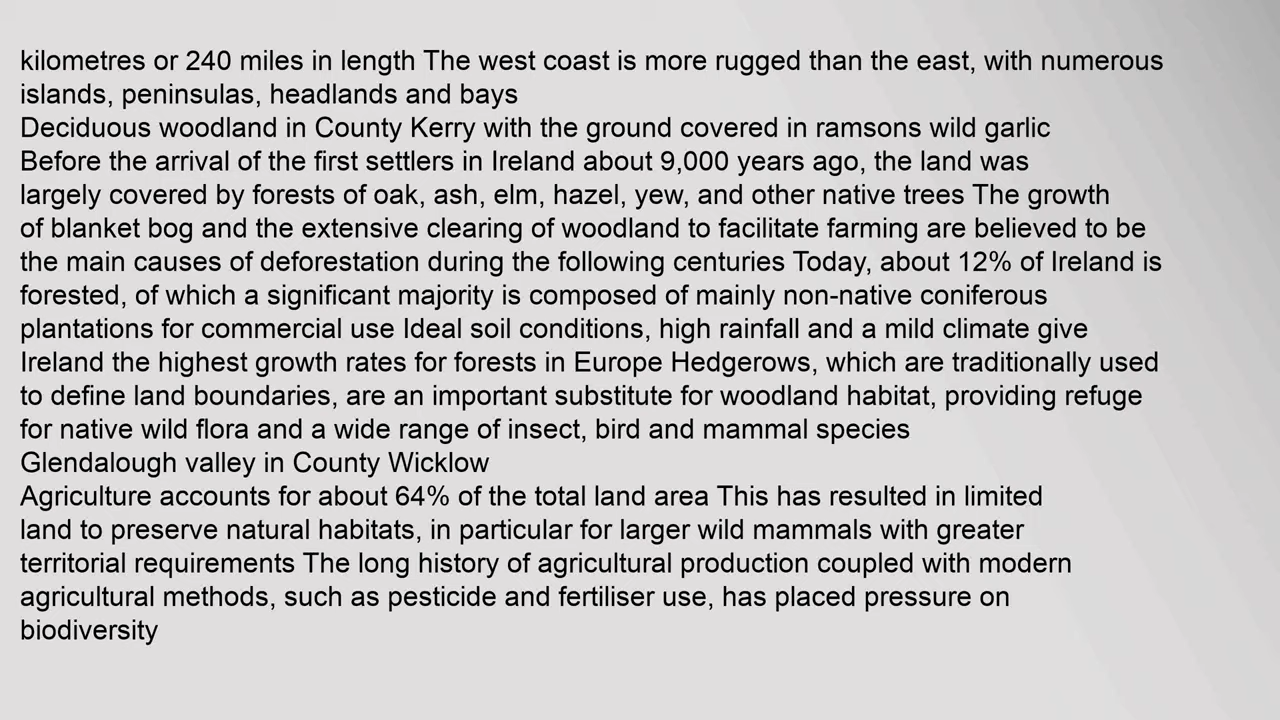 kilometres or 240 miles in length The west coast is more rugged than the east, with numerous
islands, peninsulas, headlands and bays
Deciduous woodland in County Kerry with the ground covered in ramsons wild garlic
Before the arrival of the first settlers in Ireland about 9,000 years ago, the land was
largely covered by forests of oak, ash, elm, hazel, yew, and other native trees The growth
of blanket bog and the extensive clearing of woodland to facilitate farming are believed to be
the main causes of deforestation during the following centuries Today, about 12% of Ireland is
forested, of which a significant majority is composed of mainly non-native coniferous
plantations for commercial use Ideal soil conditions, high rainfall and a mild climate give
Ireland the highest growth rates for forests in Europe Hedgerows, which are traditionally used
to define land boundaries, are an important substitute for woodland habitat, providing refuge
for native wild flora and a wide range of insect, bird and mammal species
Glendalough valley in County Wicklow
Agriculture accounts for about 64% of the total land area This has resulted in limited
land to preserve natural habitats, in particular for larger wild mammals with greater
territorial requirements The long history of agricultural production coupled with modern
agricultural methods, such as pesticide and fertiliser use, has placed pressure on
biodiversity